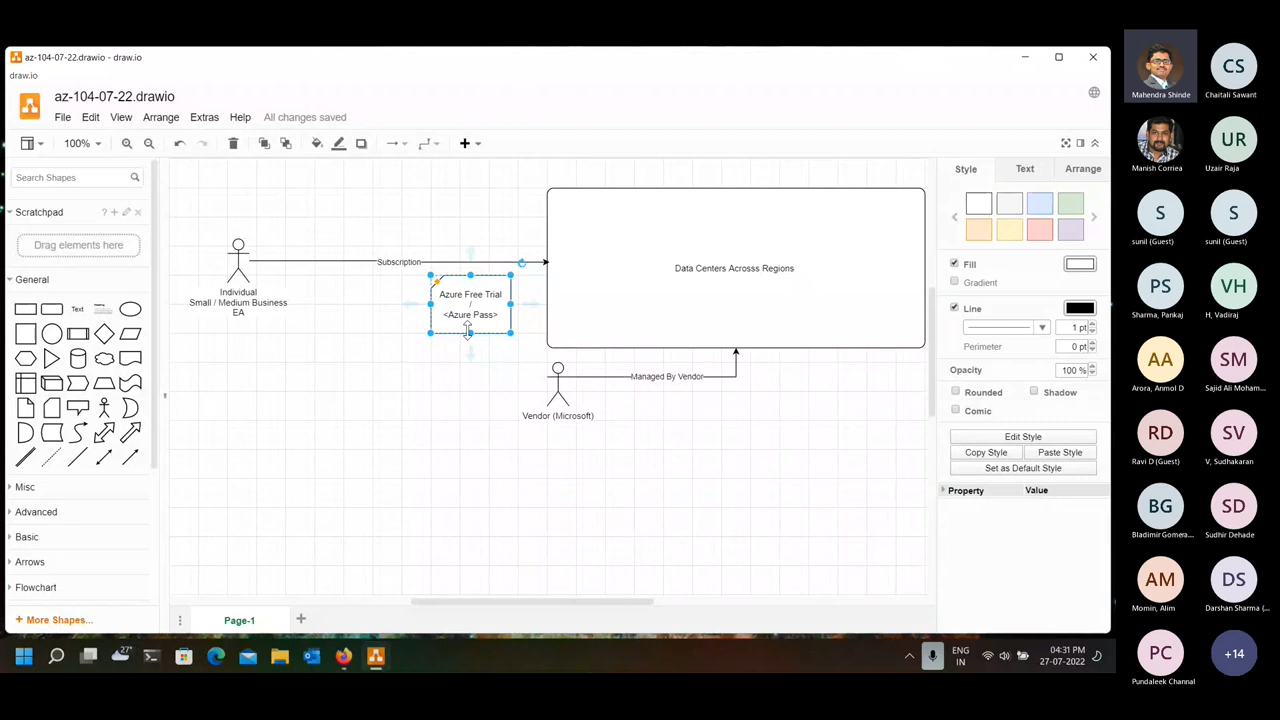 az-104-07-22.drawio - draw.io
draw.io
az-104-07-22.drawio
File Edit View Arrange Extras Help All changes saved
100%
Search Shapes
Scratchpad
Drag elements here
General
Text
Misc
Advanced
Basic
Arrows
Flowchart
+ More Shapes...
Subscription
Individual
Small / Medium Business
EA
Azure Free Trial
/
<Azure Pass>
Data Centers Acrosss Regions
Managed By Vendor
Vendor (Microsoft)
Page-1
Style Text Arrange
Fill
Gradient
Line
1 pt
Perimeter 0 pt
Opacity 100 %
Rounded Shadow
Comic
Edit Style
Copy Style Paste Style
Set as Default Style
Property Value
27°
ENG
IN
04:31 PM
27-07-2022
Mahendra Shinde
CS
Chaitali Sawant
Manish Corriea
UR
Uzair Raja
S
sunil (Guest)
S
sunil (Guest)
PS
Sharma, Pankaj
VH
H, Vadiraj
AA
Arora, Anmol D
SM
Sajid Ali Moham...
RD
Ravi D (Guest)
SV
V, Sudhakaran
BG
Bladimir Gomera...
SD
Sudhir Dehade
AM
Momin, Alim
DS
Darshan Sharma (...
PC
Pundaleek Channal
+14